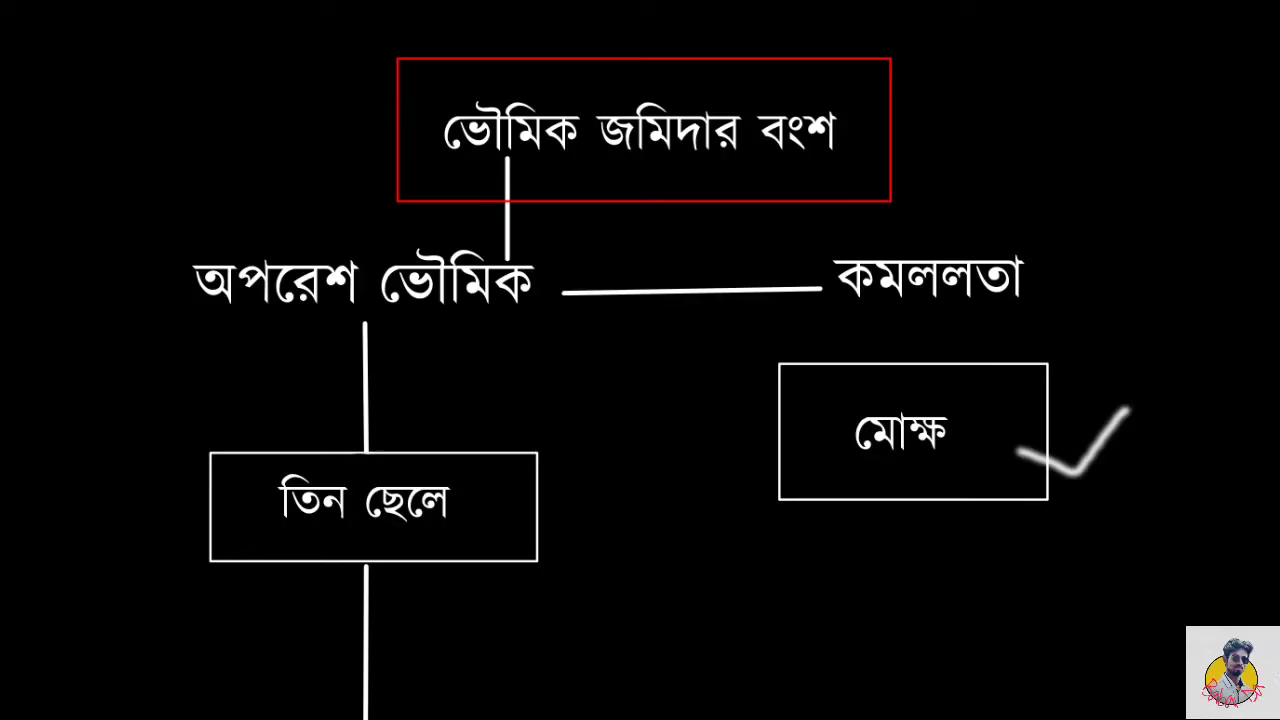 ভৌমিক জমিদার বংশ
অপরেশ ভৌমিক
কমললতা
মোক্ষ
তিন ছেলে